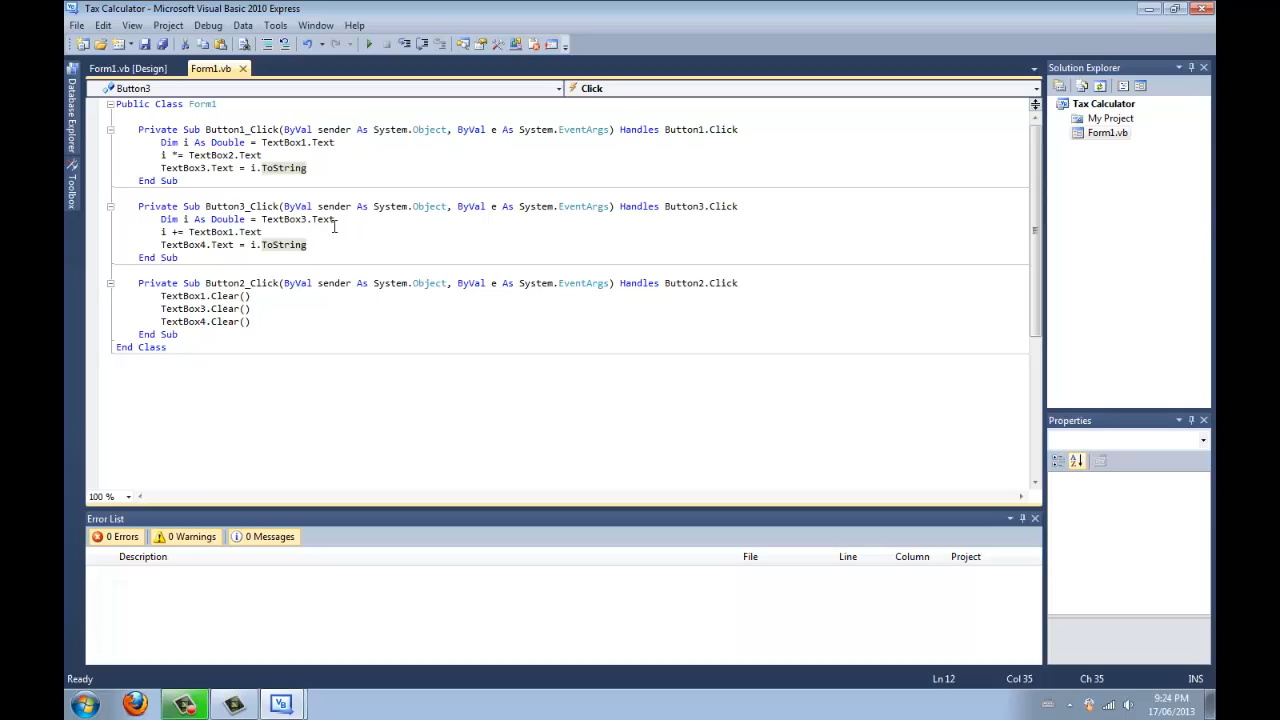 Tax Calculator - Microsoft Visual Basic 2010 Express
File Edit View Project Debug Data Tools Window Help
Form1.vb [Design] Form1.vb
Solution Explorer
Button3 Click
Database Explorer
Toolbox
Public Class Form1
Private Sub Button1_Click(ByVal sender As System.Object, ByVal e As System.EventArgs) Handles Button1.Click
Dim i As Double = TextBox1.Text
i *= TextBox2.Text
TextBox3.Text = i.ToString
End Sub
Private Sub Button3_Click(ByVal sender As System.Object, ByVal e As System.EventArgs) Handles Button3.Click
Dim i As Double = TextBox3.Text
i += TextBox1.Text
TextBox4.Text = i.ToString
End Sub
Private Sub Button2_Click(ByVal sender As System.Object, ByVal e As System.EventArgs) Handles Button2.Click
TextBox1.Clear()
TextBox3.Clear()
TextBox4.Clear()
End Sub
End Class
Tax Calculator
My Project
Form1.vb
Properties
100 %
Error List
0 Errors 0 Warnings 0 Messages
Description File Line Column Project
Ready Ln 12 Col 35 Ch 35 INS
9:24 PM
17/06/2013